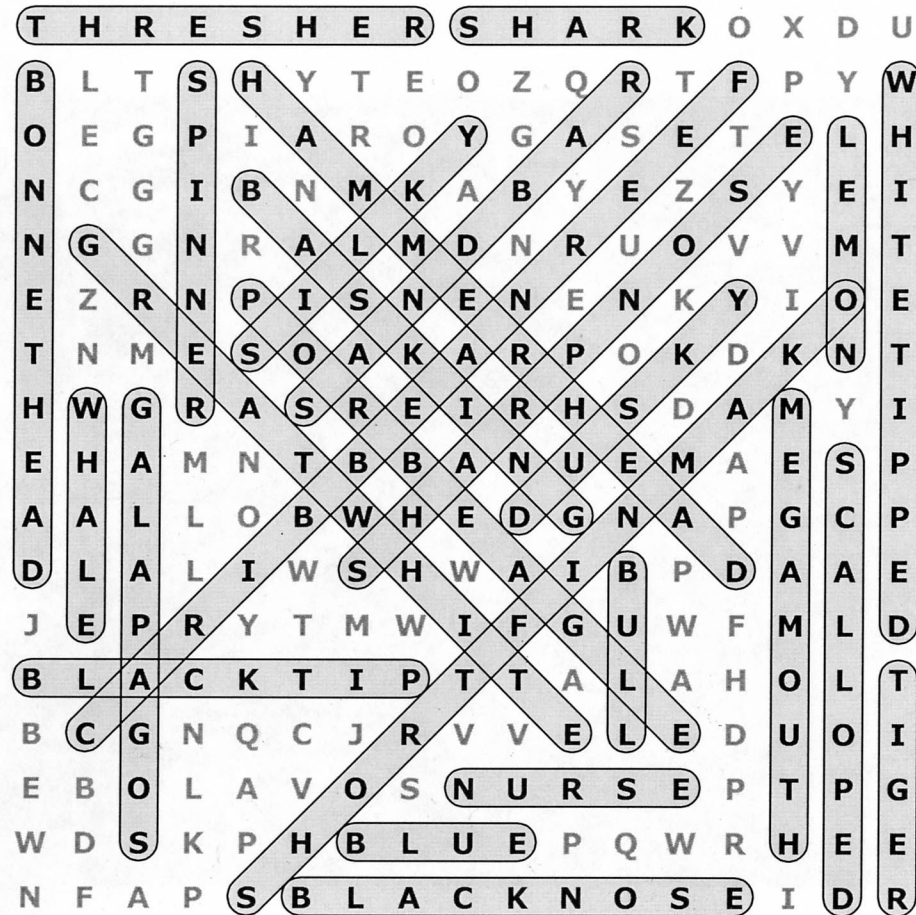 T H R E S H E R S H A R K O X D U
B L T S H Y T E O Z Q R T F P Y W
O E G P I A R O Y G A S E T E L H
N C G I B N M K A B Y E Z S Y E I
N G G N R A L M D N R U O V V M T
E Z R N P I S N E N E N K Y I O E
T N M E S O A K A R P O K D K N T
H W G R A S R E I R H S D A M Y I
E H A M N T B B A N U E M A E S P
A A L L O B W H E D G N A P G C P
D L A L I W S H W A I B P D A A E
J E P R Y T M W I F G U W F M L D
B L A C K T I P T T A L A H O L T
B C G N Q C J R V V E L E D U O I
E B O L A V O S N U R S E P T P G
W D S K P H B L U E P Q W R H E E
N F A P S B L A C K N O S E I D R